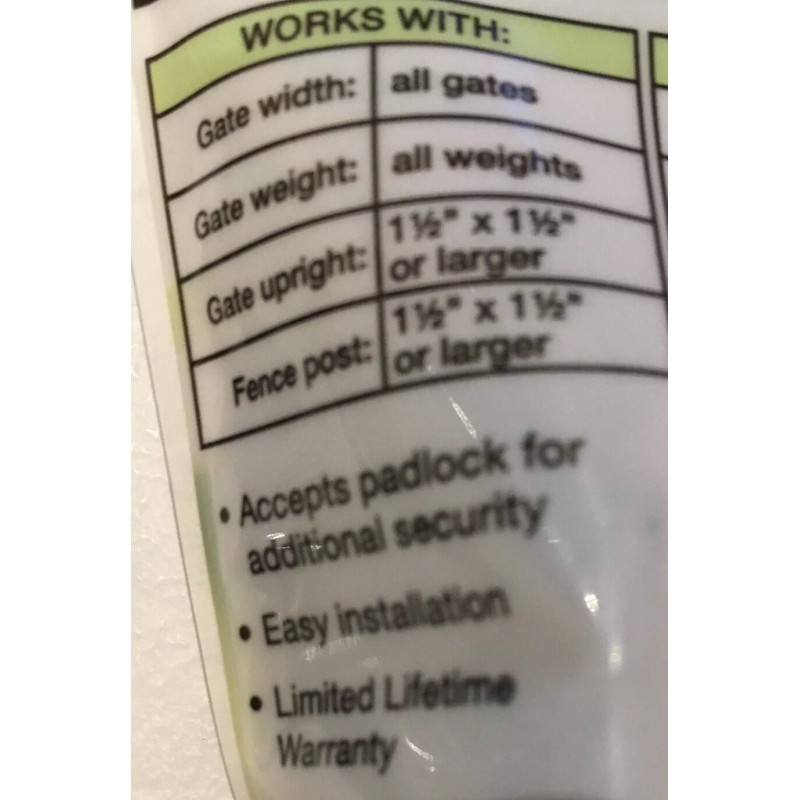 WORKS WITH:
Gate width: all gates
Gate weight: all weights
Gate upright: 1½" x 1½"
or larger
Fence post: 1½" x 1½"
or larger
• Accepts padlock for
additional security
• Easy installation
• Limited Lifetime
Warranty